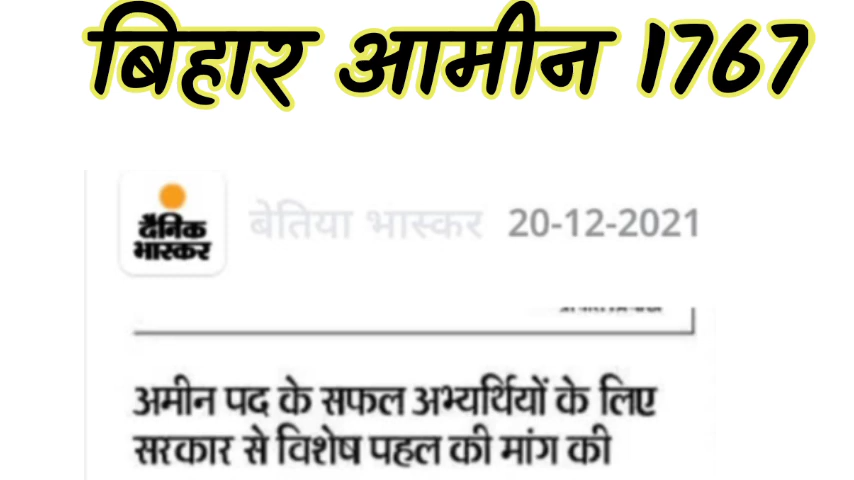 बिहार आमीन 1767
दैनिक
भास्कर
बेतिया भास्कर 20-12-2021
अमीन पद के सफल अभ्यर्थियों के लिए
सरकार से विशेष पहल की मांग की